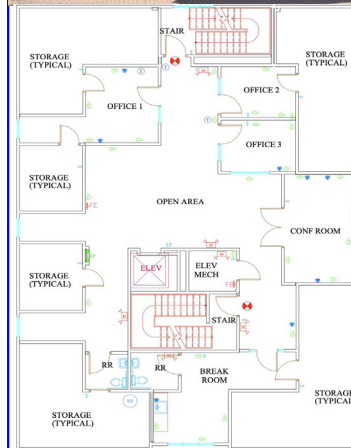 STAIR
STORAGE
(TYPICAL)
STORAGE
(TYPICAL)
OFFICE 1
OFFICE 2
OFFICE 3
STORAGE
(TYPICAL)
OPEN AREA
CONF ROOM
ELEV
ELEV
MECH
STORAGE
(TYPICAL)
STAIR
RR
RR
BREAK
ROOM
STORAGE
(TYPICAL)
STORAGE
(TYPICAL)